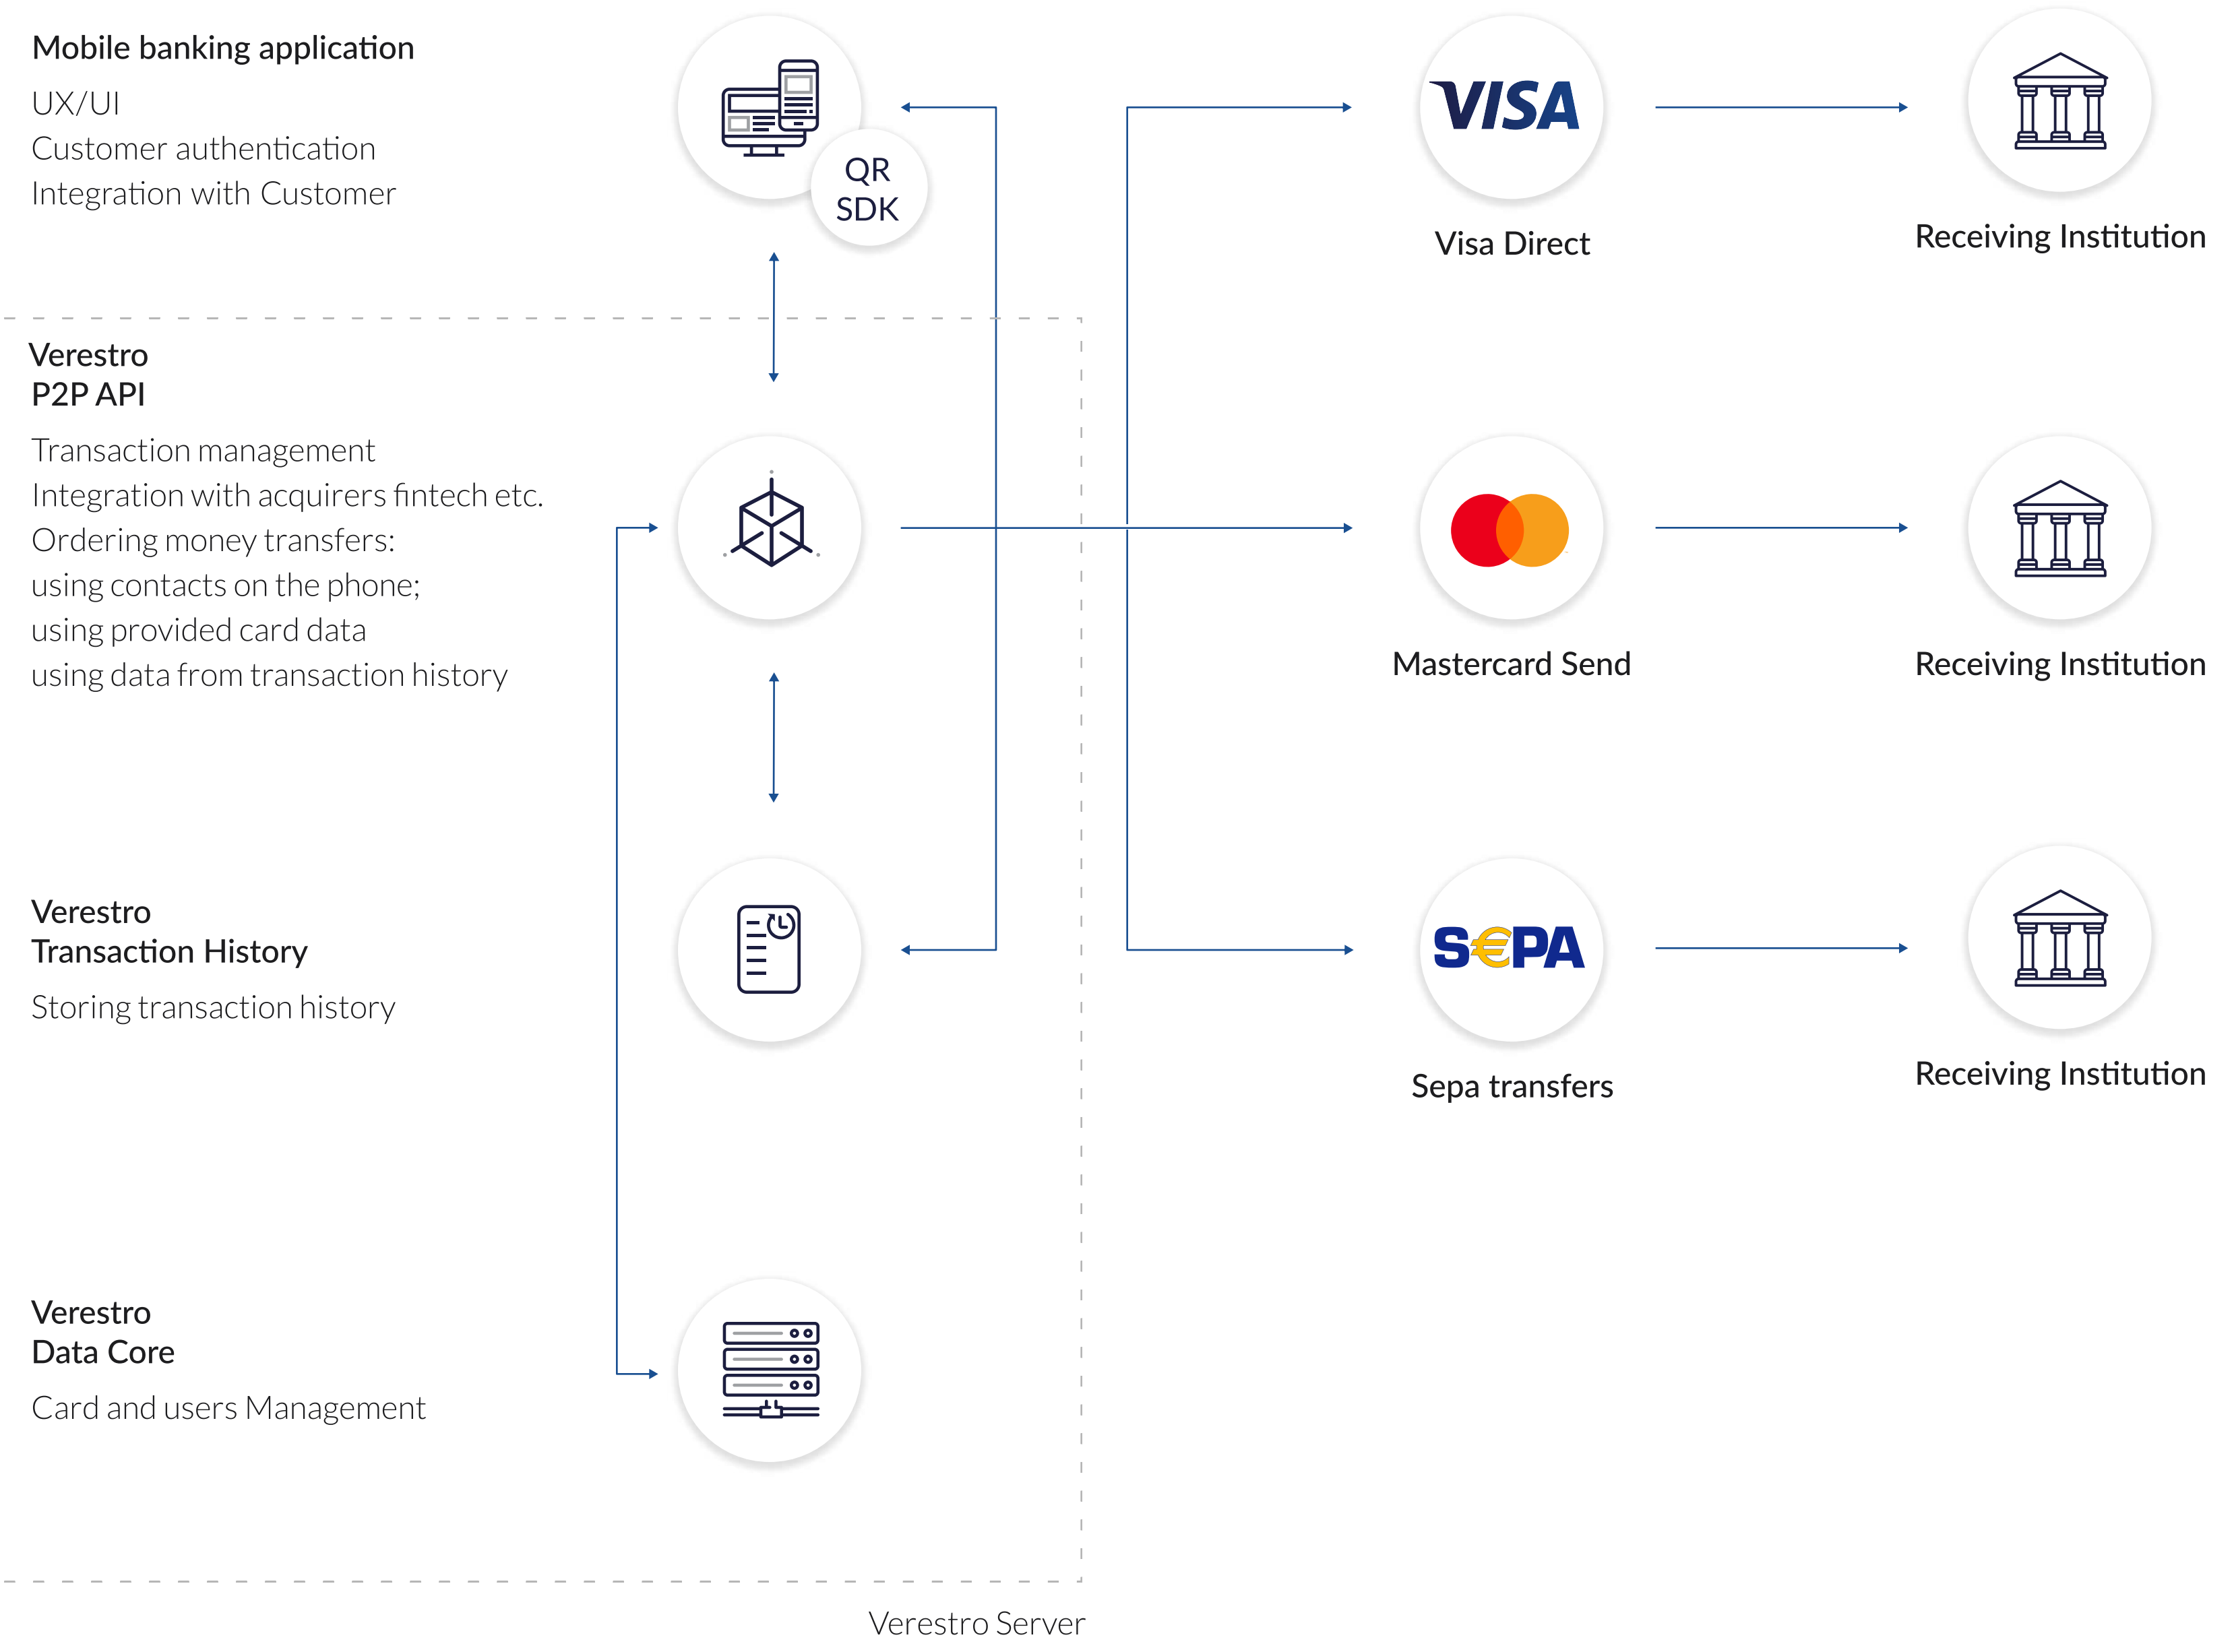 Mobile banking application
UX/UI
Customer authentication
Integration with Customer
QR
SDK
VISA
Visa Direct
Receiving Institution
Verestro
P2P API
Transaction management
Integration with acquirers fintech etc.
Ordering money transfers:
using contacts on the phone;
using provided card data
using data from transaction history
Mastercard Send
Receiving Institution
Verestro
Transaction History
Storing transaction history
S€PA
Sepa transfers
Receiving Institution
Verestro
Data Core
Card and users Management
Verestro Server